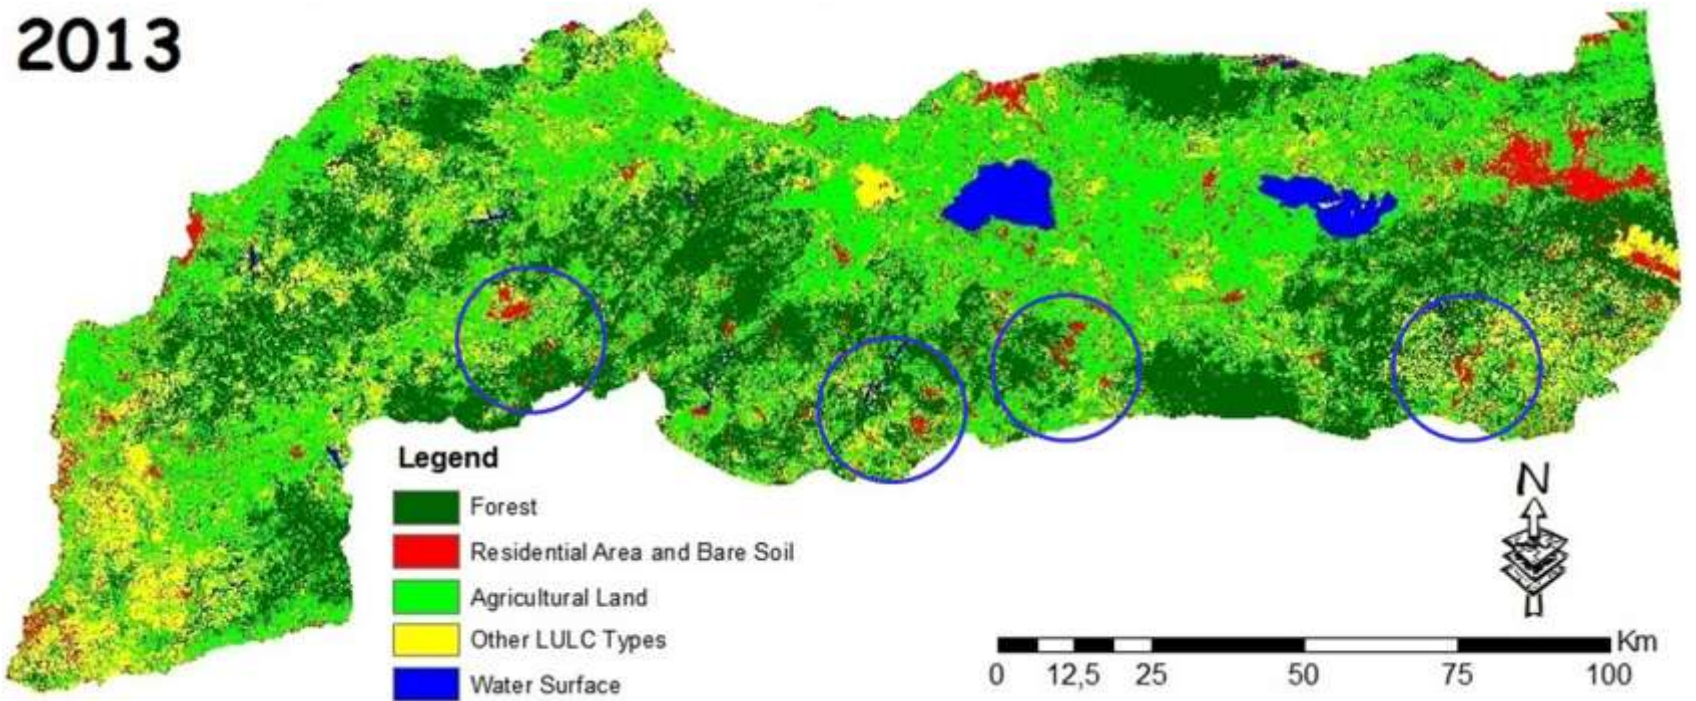 2013
Legend
Forest
Residential Area and Bare Soil
Agricultural Land
Other LULC Types
Water Surface
N
Km
0 12,5 25 50 75 100